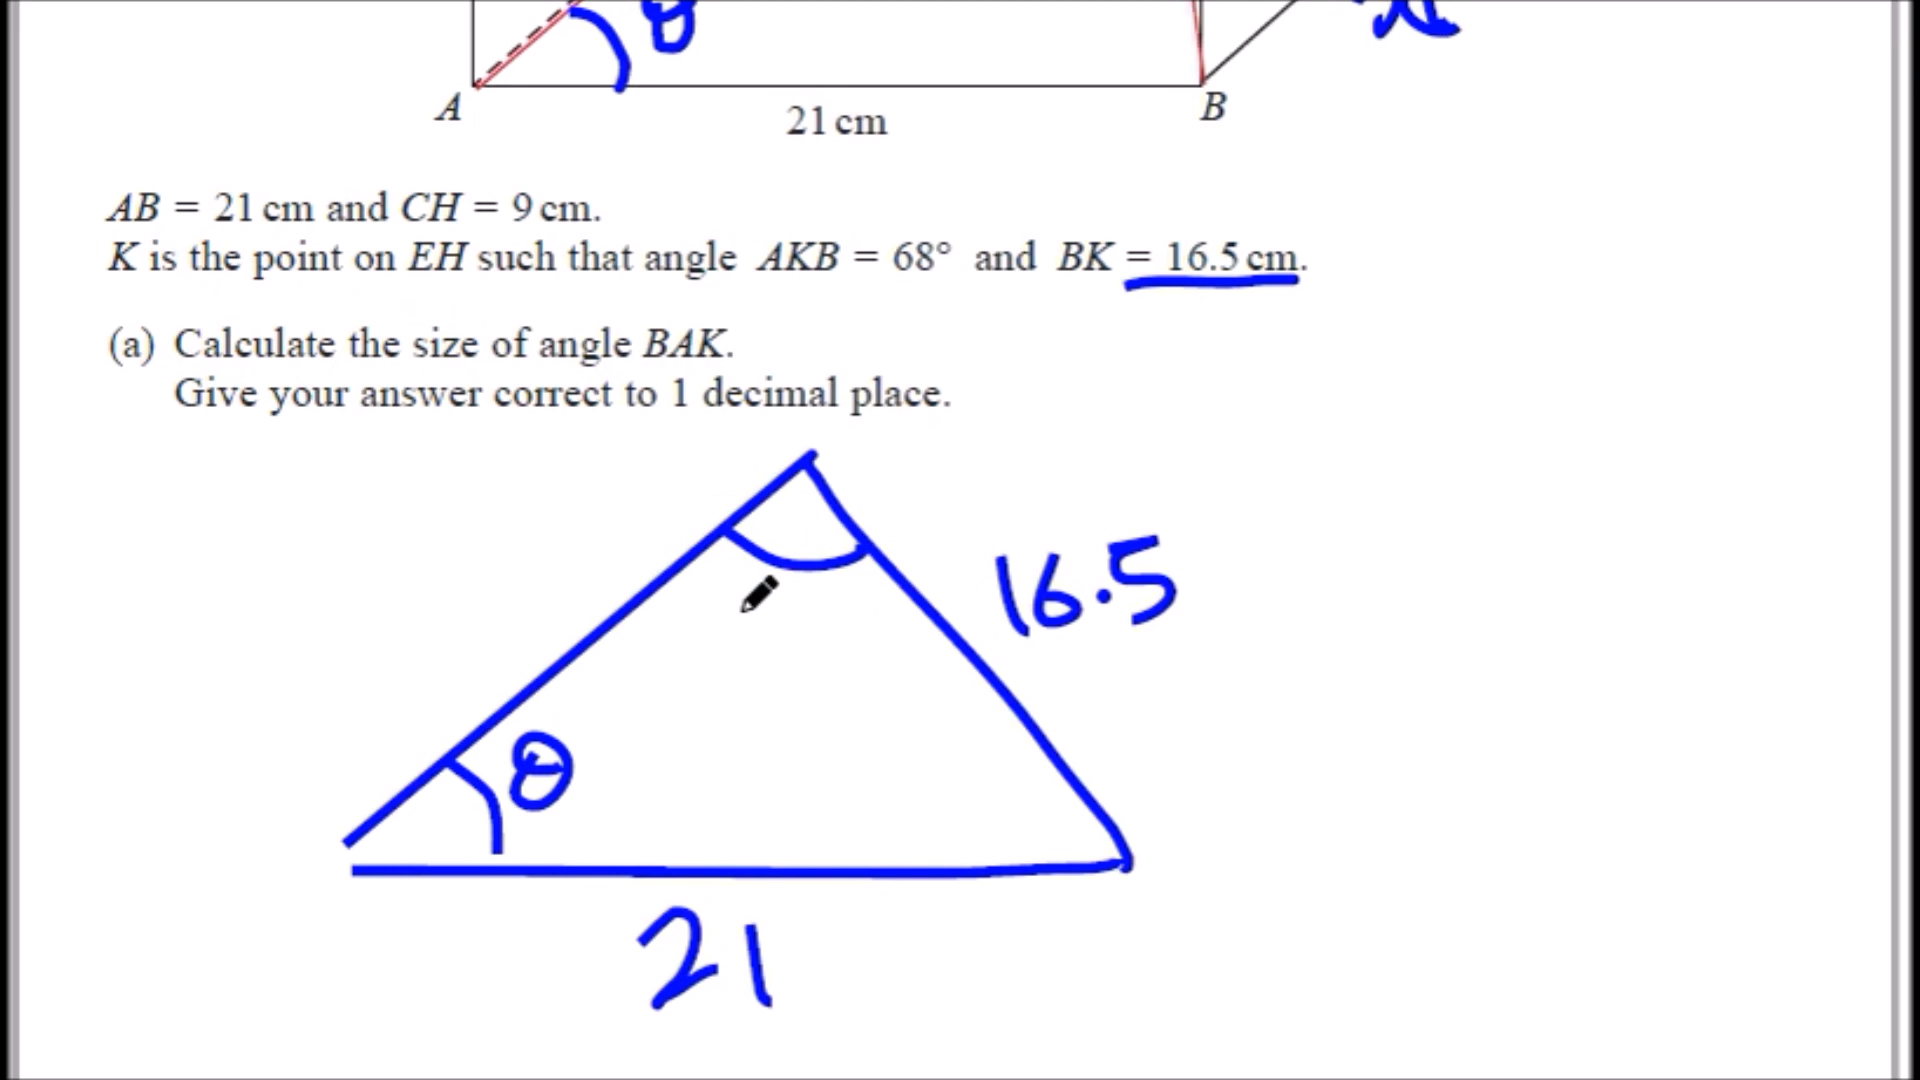 θ
x
A
B
21 cm
AB = 21 cm and CH = 9 cm.
K is the point on EH such that angle AKB = 68° and BK = 16.5 cm.
(a) Calculate the size of angle BAK.
Give your answer correct to 1 decimal place.
16.5
θ
21